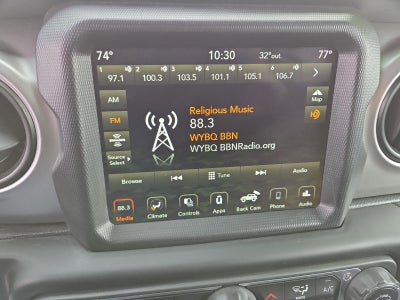 74° 10:30 32°out. 77°
1 2 3 4 5 6
97.1 100.3 103.5 101.1 105.1 106.7
AM
FM
Source
Select
Religious Music
88.3
WYBQ BBN
WYBQ BBNRadio.org
Map
Browse Tune Audio
88.3
Media Climate Controls Apps Back Cam Phone Audio
A/C